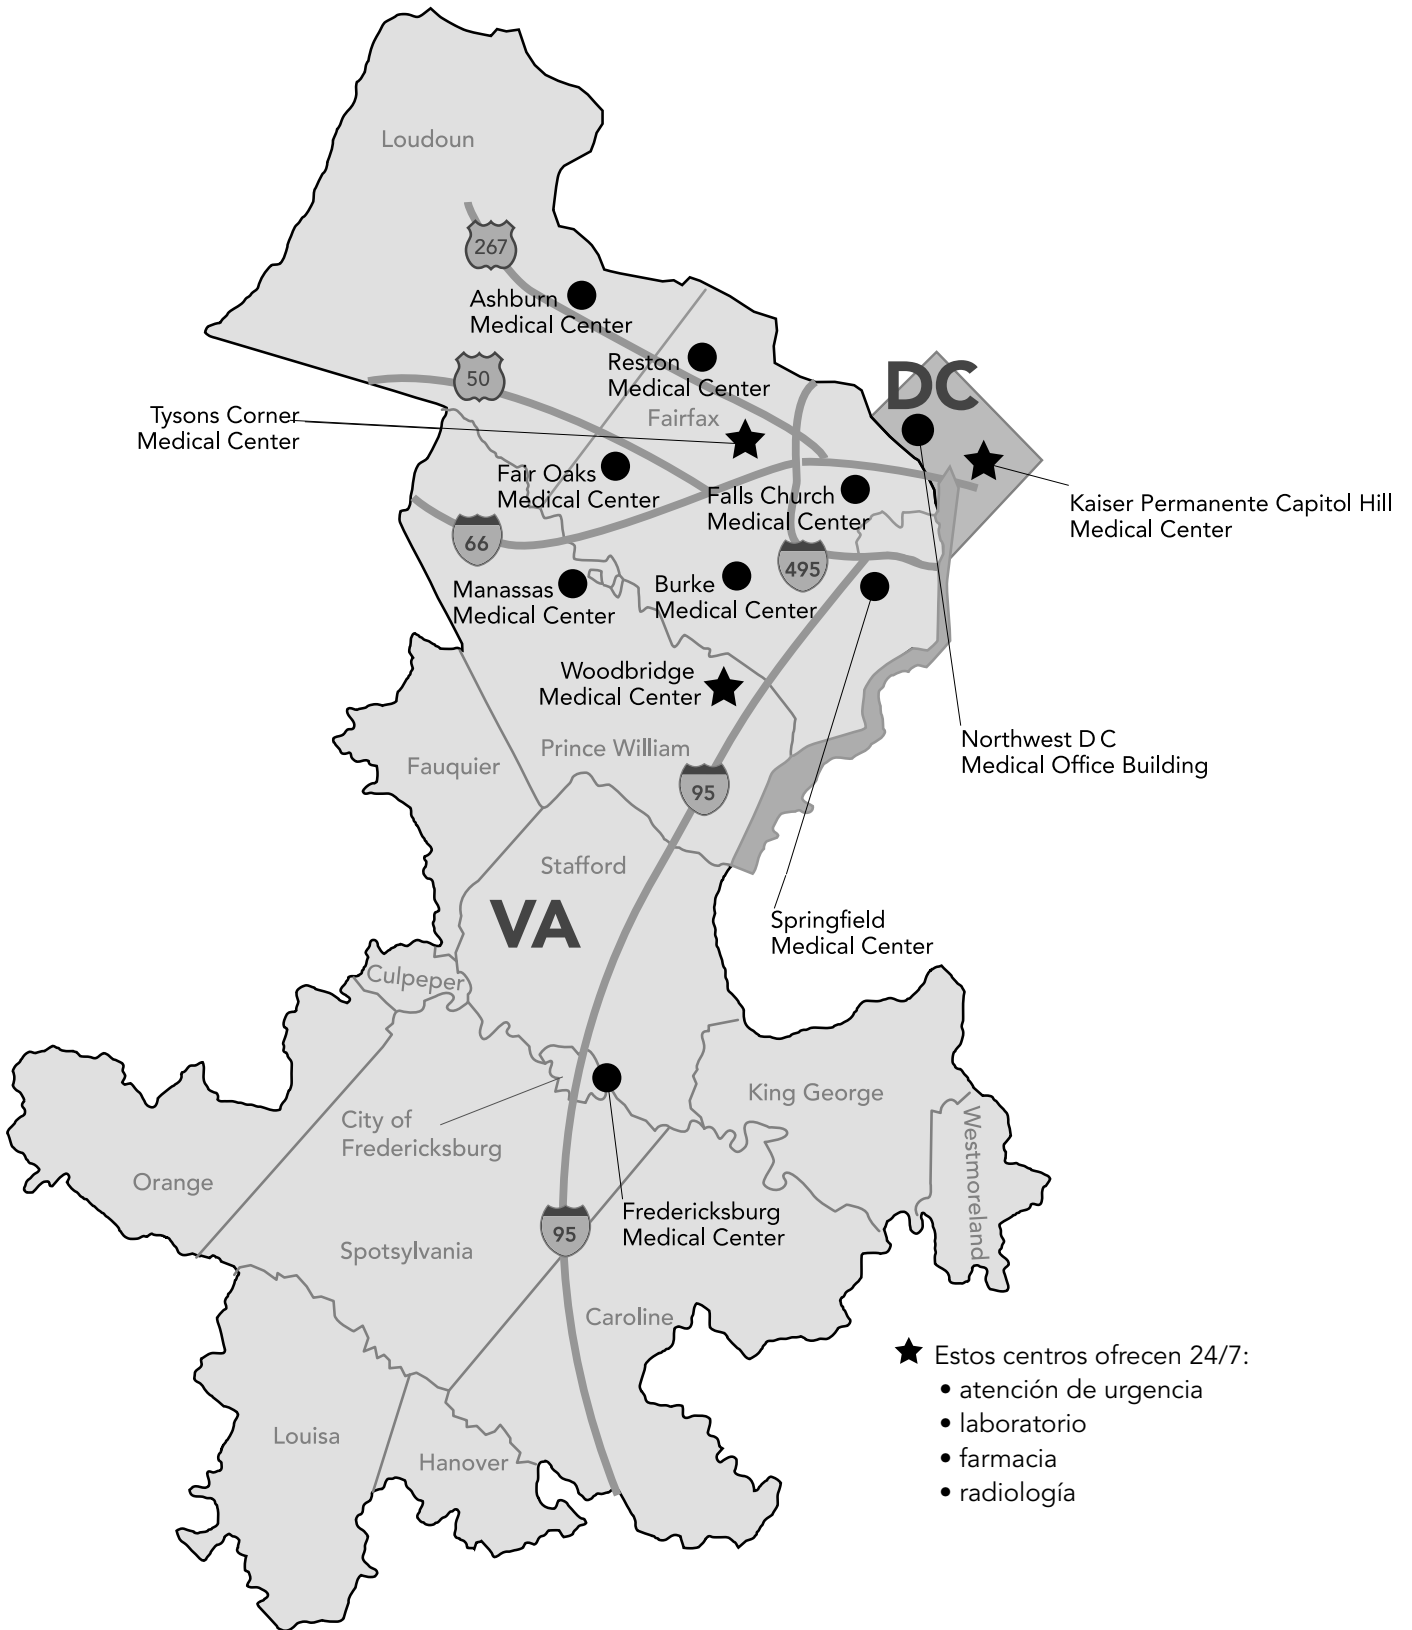 Loudoun
267
Ashburn
Medical Center
Reston
Medical Center
50
DC
Tysons Corner
Medical Center
Fairfax
Fair Oaks
Medical Center
Falls Church
Medical Center
Kaiser Permanente Capitol Hill
Medical Center
66
495
Manassas
Medical Center
Burke
Medical Center
Woodbridge
Medical Center
Prince William
Northwest DC
Medical Office Building
Fauquier
95
Stafford
VA
Springfield
Medical Center
Culpeper
King George
City of
Fredericksburg
Westmoreland
Orange
Fredericksburg
Medical Center
95
Spotsylvania
Caroline
★ Estos centros ofrecen 24/7:
• atención de urgencia
• laboratorio
• farmacia
• radiología
Louisa
Hanover